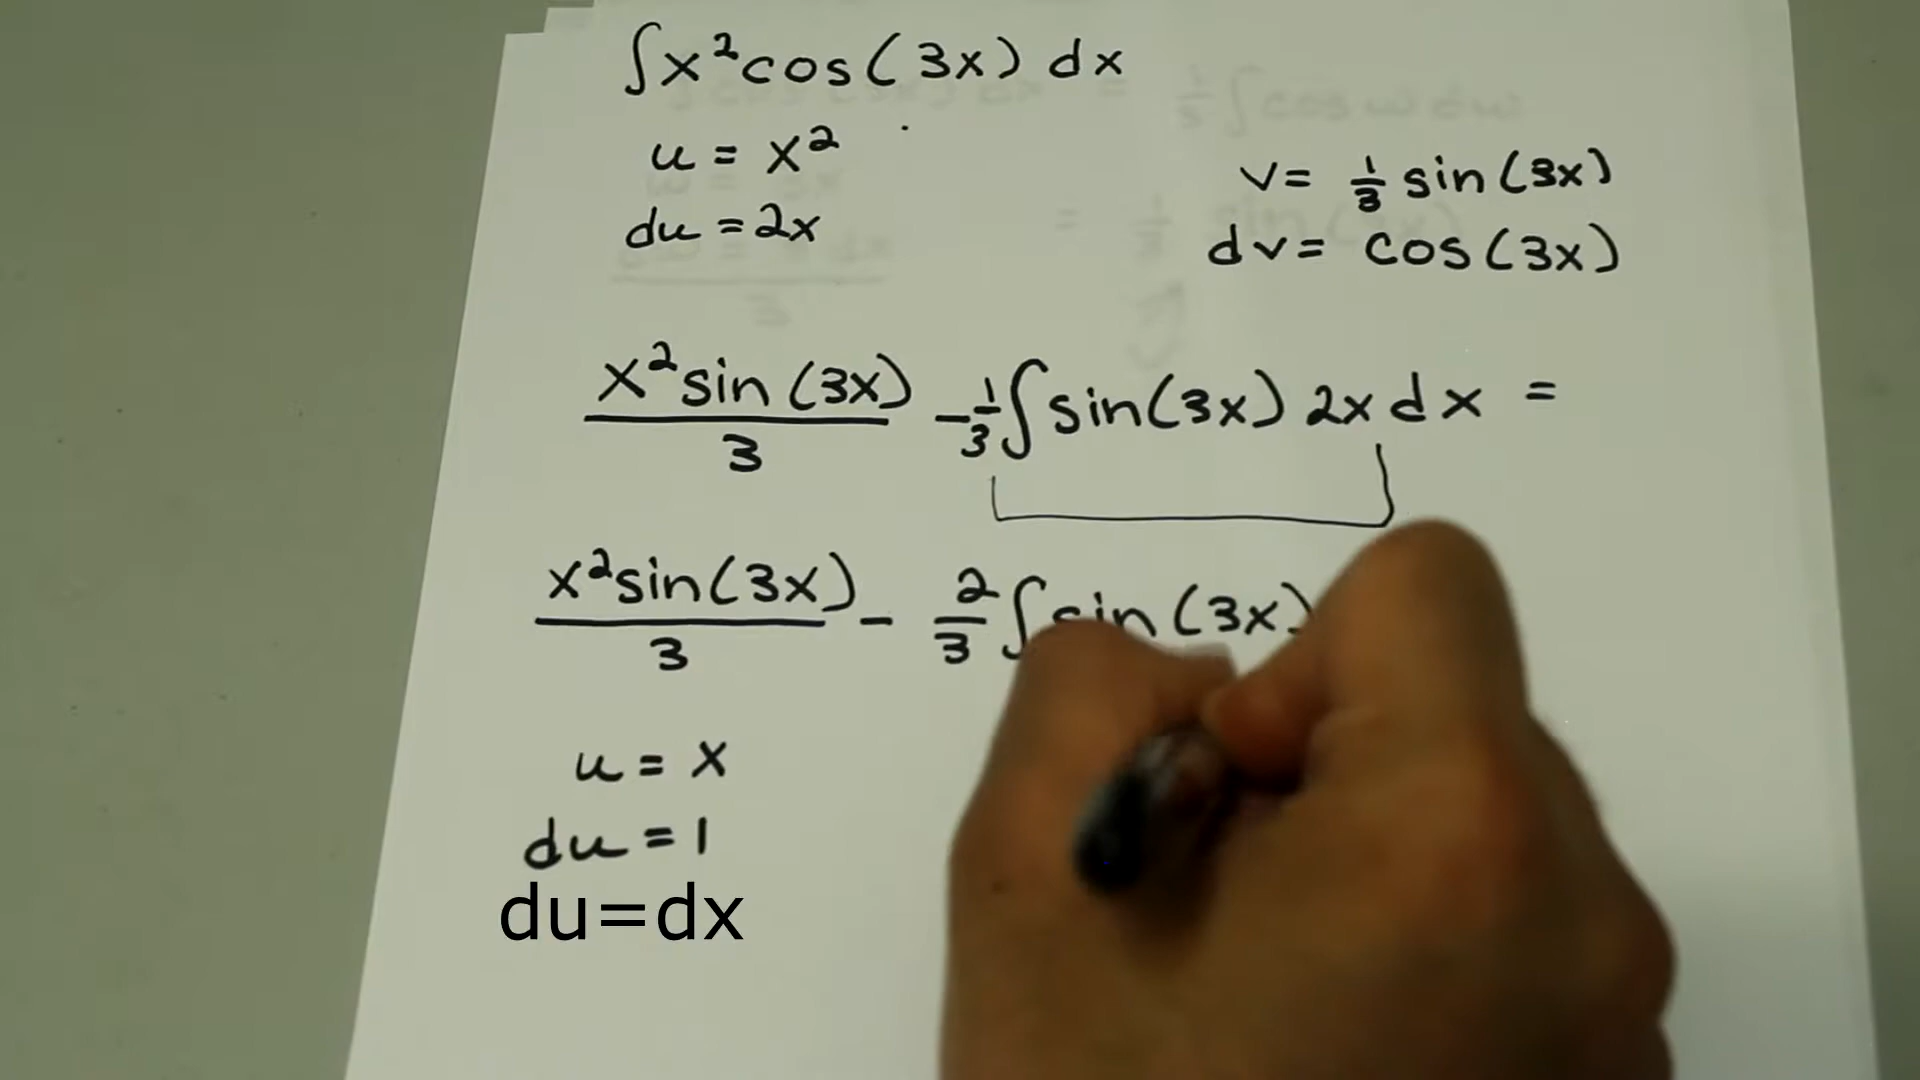 ∫x²cos(3x) dx
u = x²
du = 2x
v = 1/3 sin(3x)
dv = cos(3x)
x²sin(3x)/3 - 1/3 ∫sin(3x) 2x dx =
x²sin(3x)/3 - 2/3 ∫sin(3x)
u = x
du = 1
du=dx